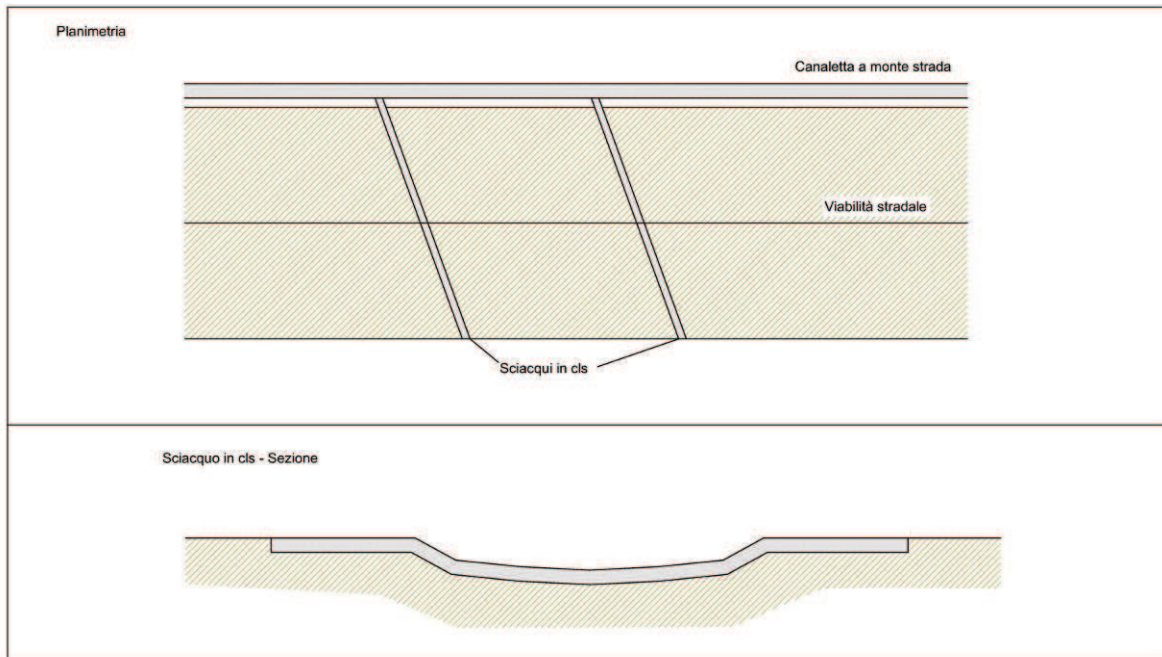 Planimetria
Canaletta a monte strada
Viabilità stradale
Sciacqui in cls
Sciacquo in cls - Sezione